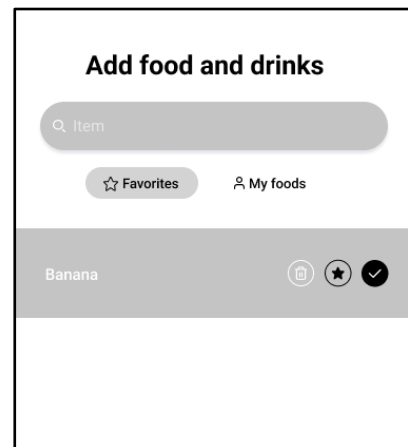 Add food and drinks
Item
Favorites
My foods
Banana